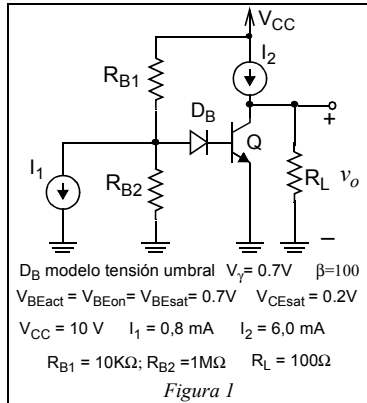 V_CC
I_2
R_B1
D_B
Q
+
I_1
R_B2
R_L v_o
–
D_B modelo tensión umbral V_γ = 0.7V β=100
V_BEact = V_BEon = V_BEsat = 0.7V V_CEsat = 0.2V
V_CC = 10 V I_1 = 0,8 mA I_2 = 6,0 mA
R_B1 = 10KΩ; R_B2 = 1MΩ R_L = 100Ω
Figura 1